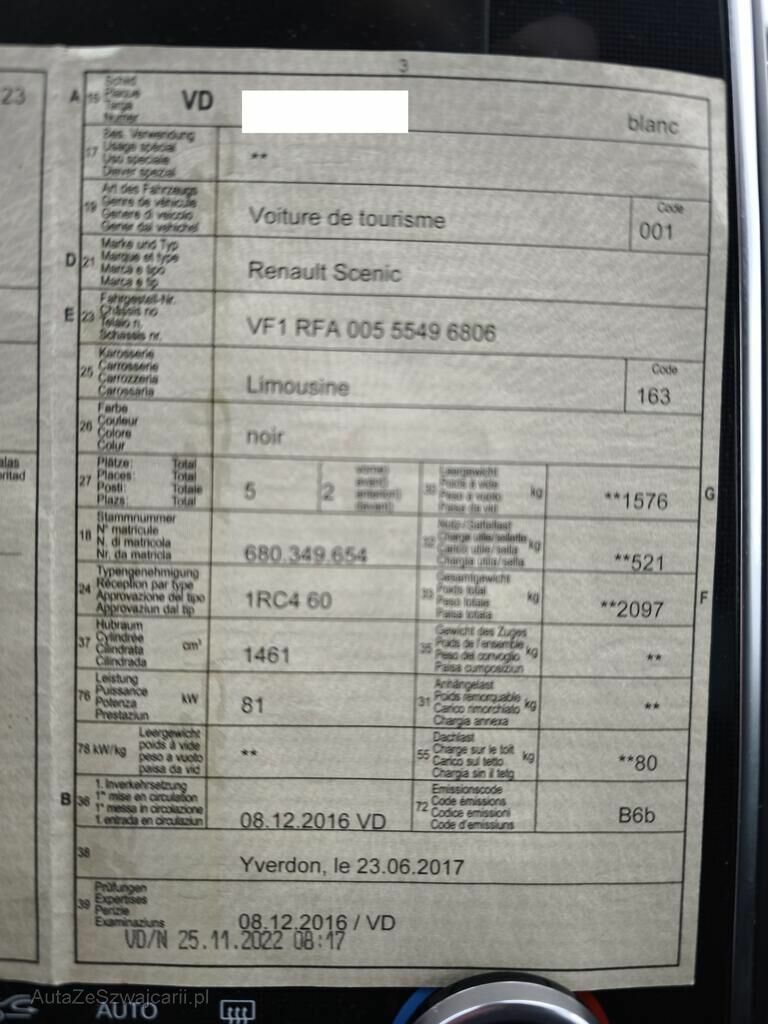 3
23
A 15 Schild Plaque Targa Numer VD blanc
17 Bes. Verwendung Usage spécial Uso speciale Diever spezial **
19 Art des Fahrzeugs Genre de véhicule Genere di veicolo Gener dal vehichel Voiture de tourisme Code 001
D 21 Marke und Typ Marque et type Marca e tipo Marca e tip Renault Scenic
E 23 Fahrgestell-Nr. Châssis no Telaio n. Schassis nr. VF1 RFA 005 5549 6806
25 Karosserie Carrosserie Carrozzeria Carossaria Limousine Code 163
26 Farbe Couleur Colore Colur noir
alas
oritad
27 Plätze: Total Places: Total Posti: Totale Plazs: Total 5 2 kg **1576 G
30 Leergewicht Poids à vide Peso a vuoto Paisa da vid
18 Stammnummer N° matricule N. di matricola Nr. da matricla 680.349.654
32 Nutz-/Sattellast Charge utile/sellette Carico utile/sella Chargia utila/sella kg **521
24 Typengenehmigung Réception par type Approvazione del tipo Approvaziun dal tip 1RC4 60
33 Gesamtgewicht Poids total Peso totale Paisa totala kg **2097 F
37 Hubraum Cylindrée Cilindrata Cilindrada cm³ 1461
35 Gewicht des Zuges Poids de l'ensemble Peso del convoglio Paisa cumposiziun kg **
76 Leistung Puissance Potenza Prestaziun kW 81
31 Anhängelast Poids remorquable Carico rimorchiato Chargia annexa kg **
78 kW/kg Leergewicht poids à vide peso a vuoto paisa da vid **
55 Dachlast Charge sur le toit Carico sul tetto Chargia sin il tetg kg **80
B 36 1. Inverkehrsetzung 1re mise en circulation 1a messa in circolazione 1. entrada en circulaziun 08.12.2016 VD
72 Emissionscode Code émissions Codice emissioni Code d'emissiuns B6b
38 Yverdon, le 23.06.2017
39 Prüfungen Expertises Perizie Examinaziuns 08.12.2016 / VD
VD/N 25.11.2022 08:17
AutaZeSzwajcarii.pl
AUTO